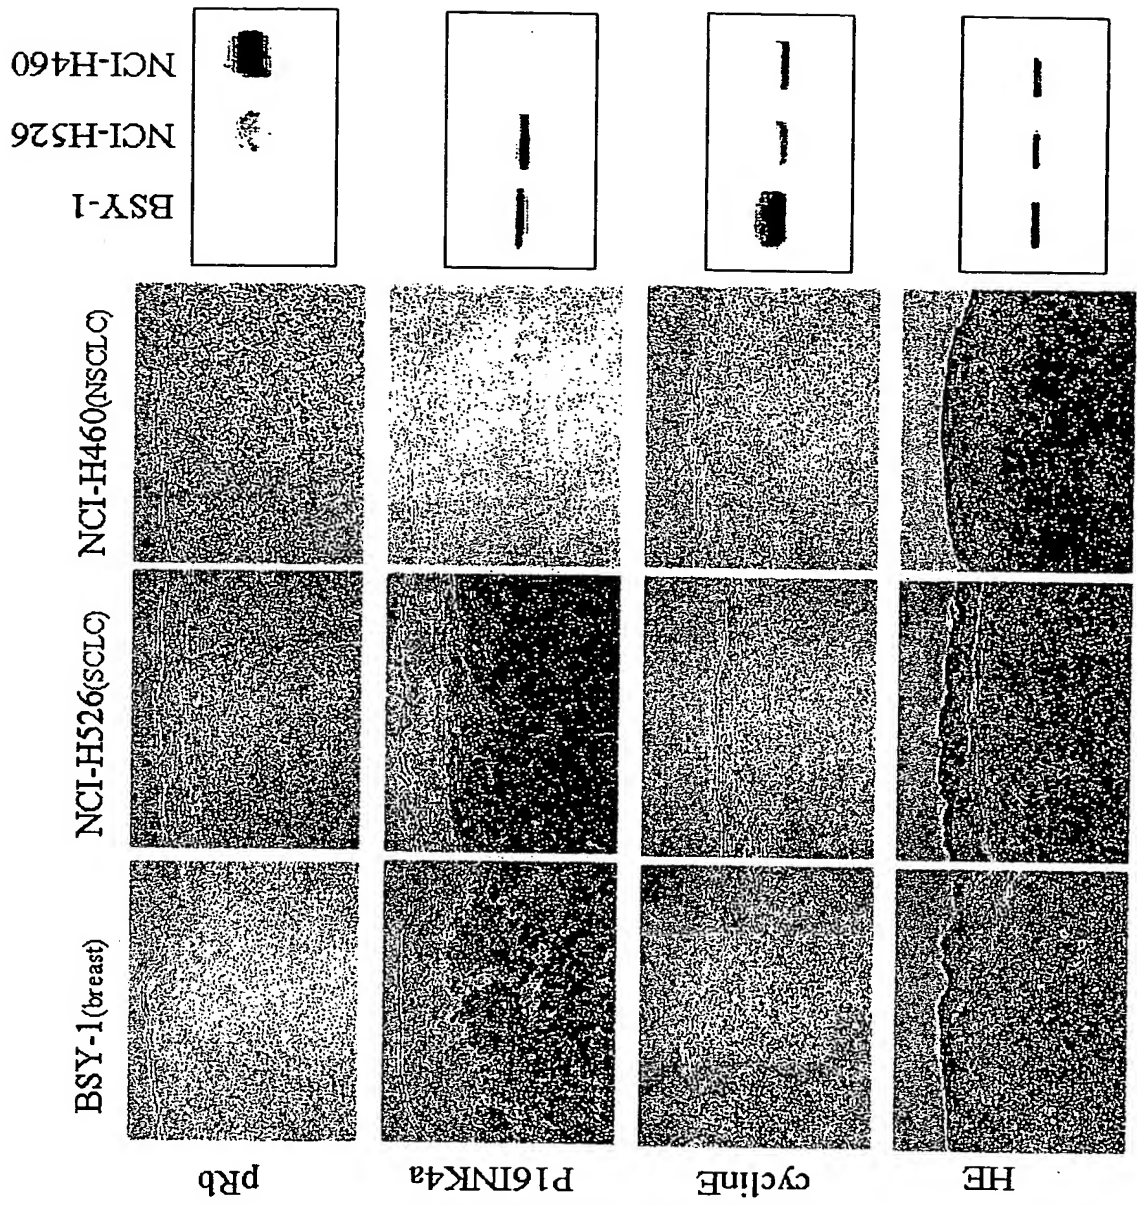 BSY-1(breast)
NCI-H526(SCLC)
NCI-H460(NSCLC)
BSY-1
NCI-H526
NCI-H460
pRb
P16INK4a
cyclinE
HE